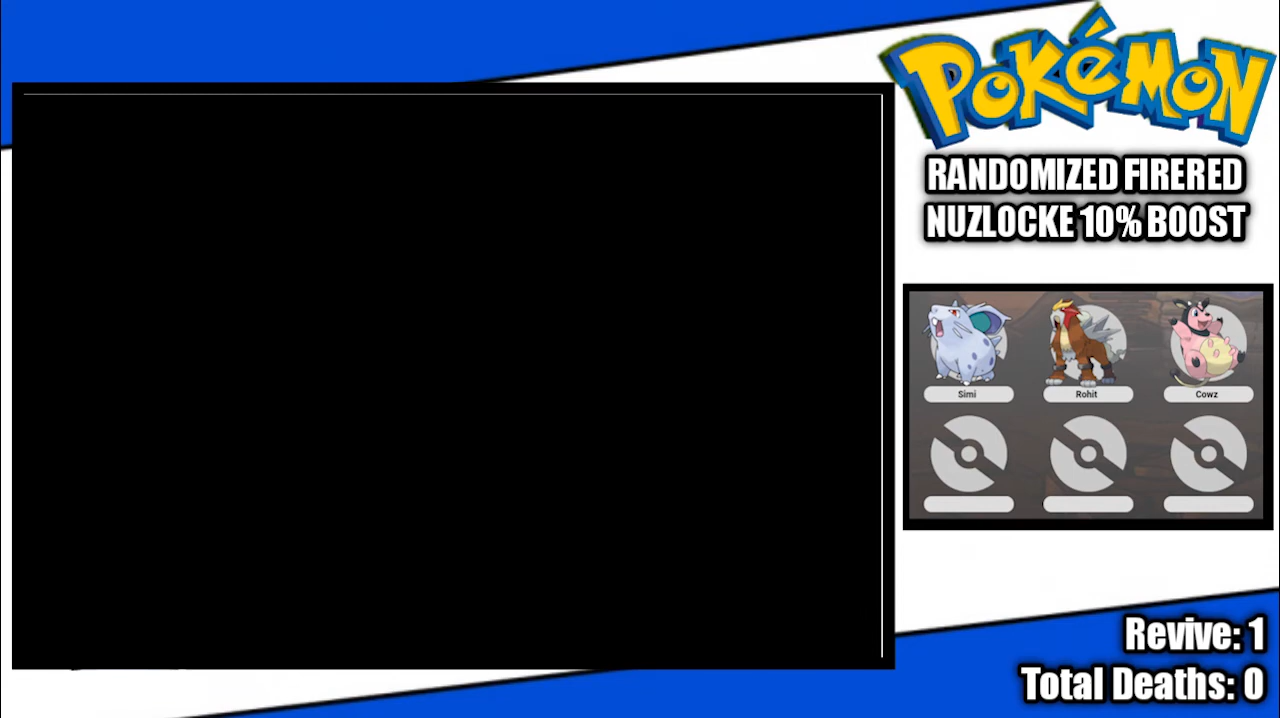 POKéMON
RANDOMIZED FIRERED
NUZLOCKE 10% BOOST
Simi
Rohit
Cowz
Revive: 1
Total Deaths: 0